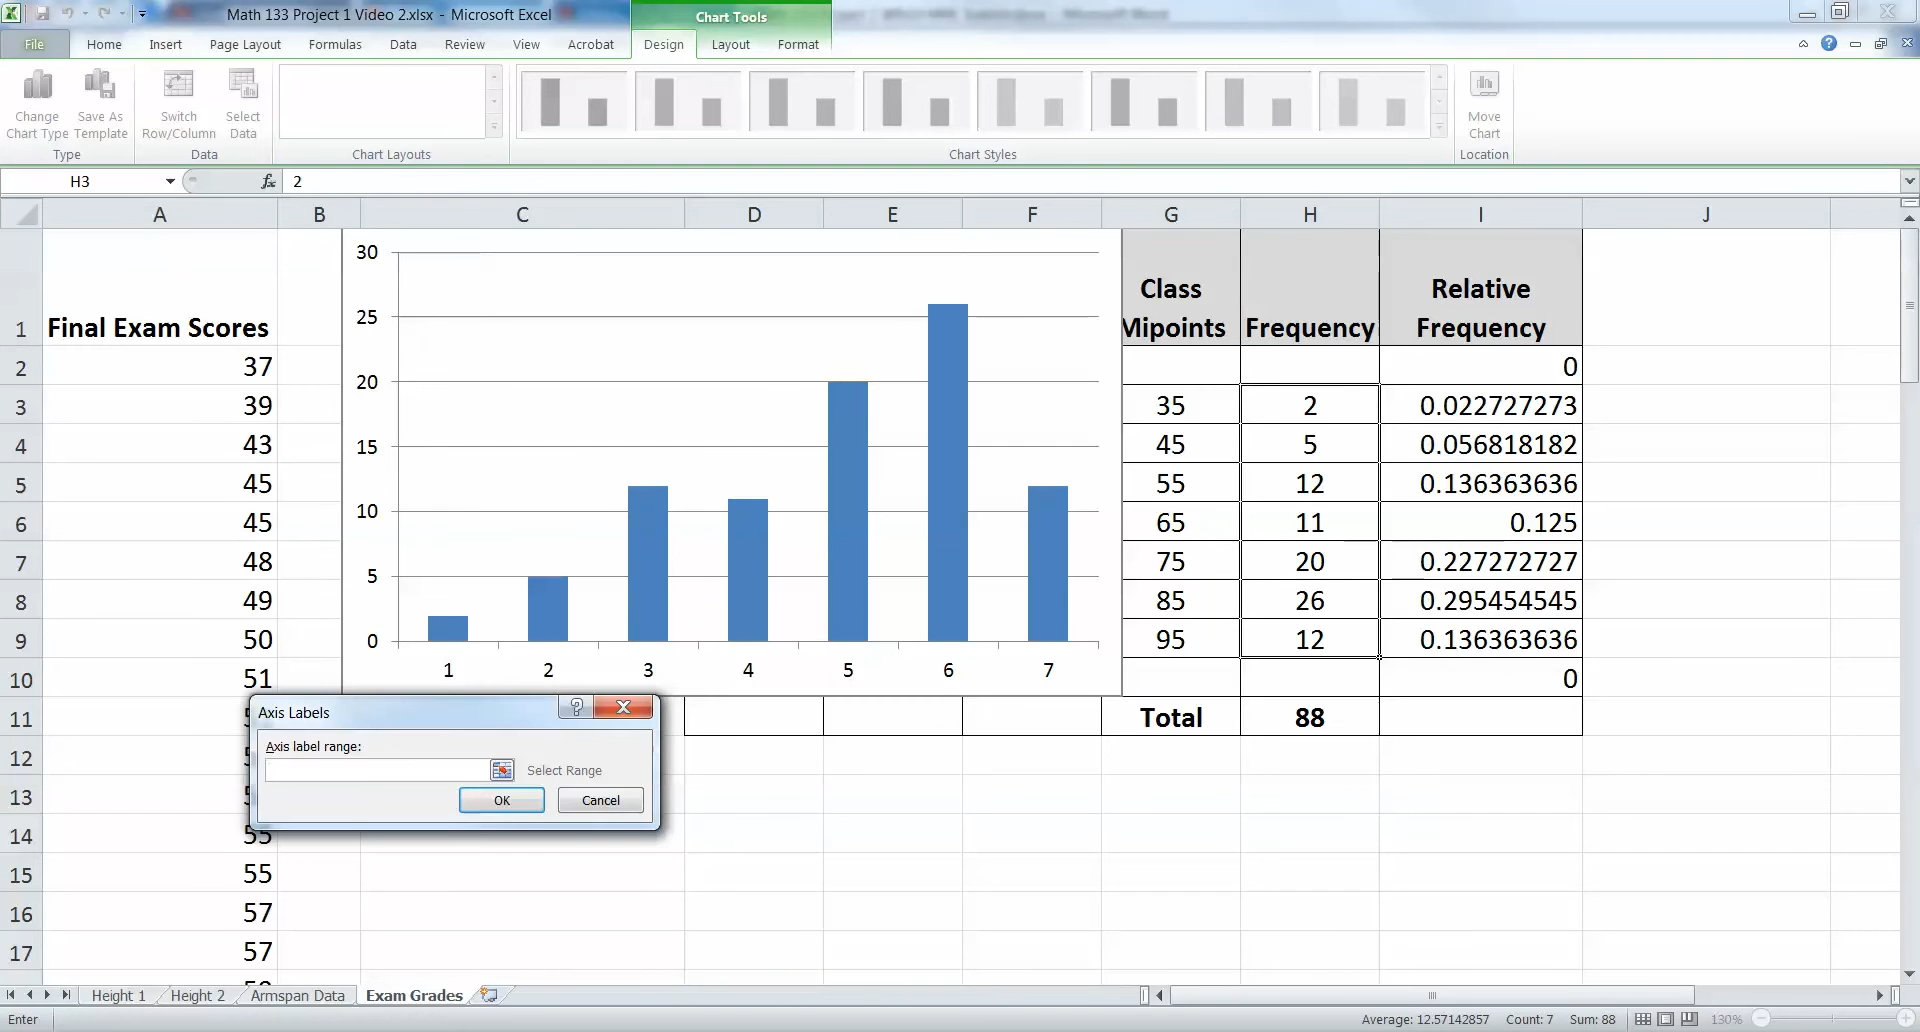 Math 133 Project 1 Video 2.xlsx - Microsoft Excel
Chart Tools
File Home Insert Page Layout Formulas Data Review View Acrobat Design Layout Format
Change Chart Type
Save As Template
Switch Row/Column
Select Data
Move Chart
Type Data Chart Layouts Chart Styles Location
H3 fx 2
A B C D E F G H I J
1 Final Exam Scores Class Mipoints Frequency Relative Frequency
2 37 0
3 39 35 2 0.022727273
4 43 45 5 0.056818182
5 45 55 12 0.136363636
6 45 65 11 0.125
7 48 75 20 0.227272727
8 49 85 26 0.295454545
9 50 95 12 0.136363636
10 51 0
11 Total 88
12
13
14 55
15 55
16 57
17 57
30
25
20
15
10
5
0
1 2 3 4 5 6 7
Axis Labels
Axis label range:
Select Range
OK Cancel
Height 1 Height 2 Armspan Data Exam Grades
Enter Average: 12.57142857 Count: 7 Sum: 88 130%